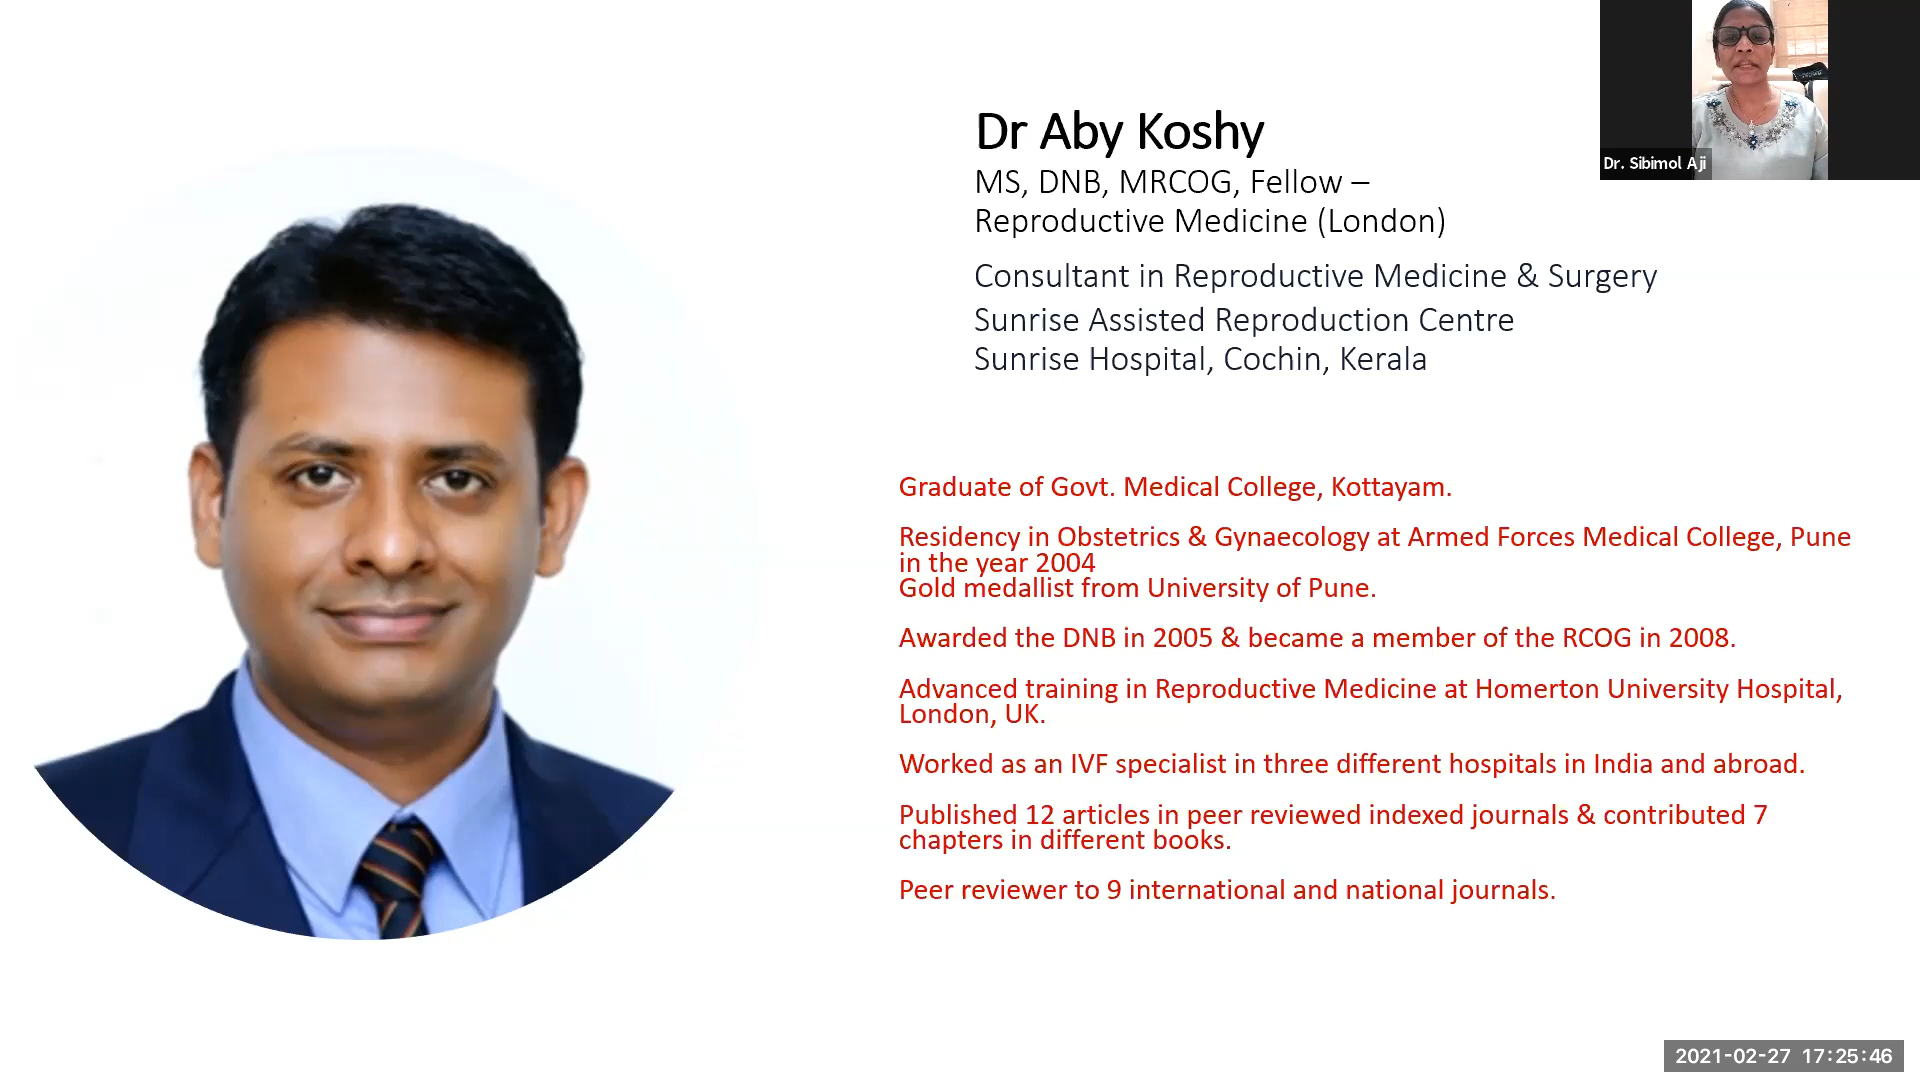 Dr Aby Koshy
MS, DNB, MRCOG, Fellow –
Reproductive Medicine (London)
Consultant in Reproductive Medicine & Surgery
Sunrise Assisted Reproduction Centre
Sunrise Hospital, Cochin, Kerala
Dr. Sibimol Aji
Graduate of Govt. Medical College, Kottayam.
Residency in Obstetrics & Gynaecology at Armed Forces Medical College, Pune
in the year 2004
Gold medallist from University of Pune.
Awarded the DNB in 2005 & became a member of the RCOG in 2008.
Advanced training in Reproductive Medicine at Homerton University Hospital,
London, UK.
Worked as an IVF specialist in three different hospitals in India and abroad.
Published 12 articles in peer reviewed indexed journals & contributed 7
chapters in different books.
Peer reviewer to 9 international and national journals.
2021-02-27 17:25:46